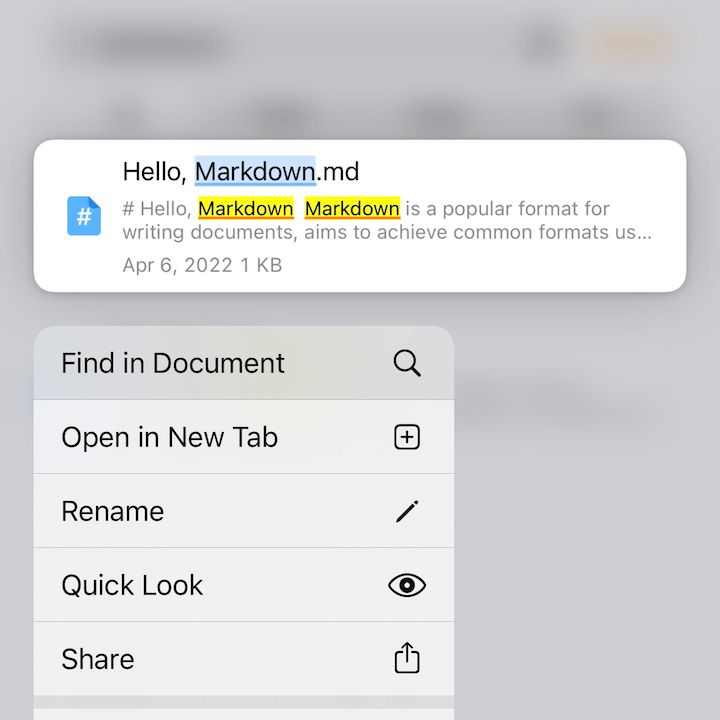 Hello, Markdown.md
# Hello, Markdown Markdown is a popular format for
writing documents, aims to achieve common formats us...
Apr 6, 2022 1 KB
Find in Document
Open in New Tab
Rename
Quick Look
Share